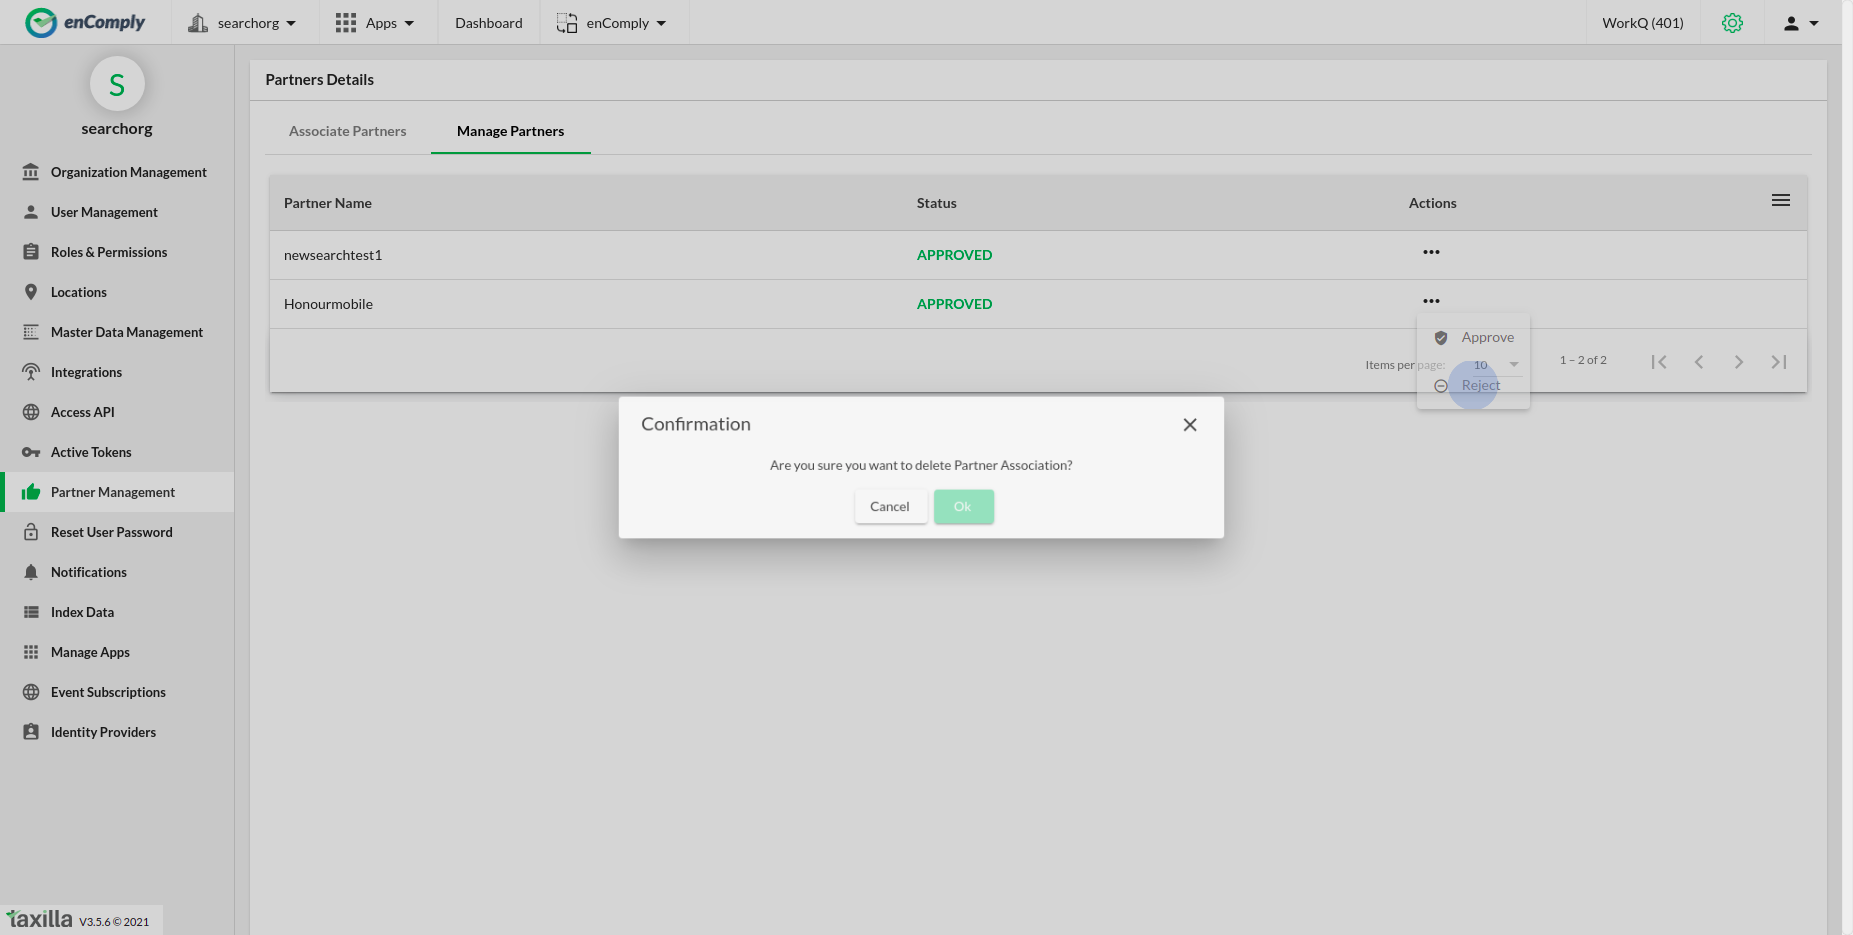 enComply
searchorg
Apps
Dashboard
enComply
WorkQ (401)
S
searchorg
Organization Management
User Management
Roles & Permissions
Locations
Master Data Management
Integrations
Access API
Active Tokens
Partner Management
Reset User Password
Notifications
Index Data
Manage Apps
Event Subscriptions
Identity Providers
taxilla V3.5.6 © 2021
Partners Details
Associate Partners
Manage Partners
Partner Name
Status
Actions
newsearchtest1
APPROVED
Honourmobile
APPROVED
Approve
Reject
Items per page:
10
1 – 2 of 2
Confirmation
Are you sure you want to delete Partner Association?
Cancel
Ok